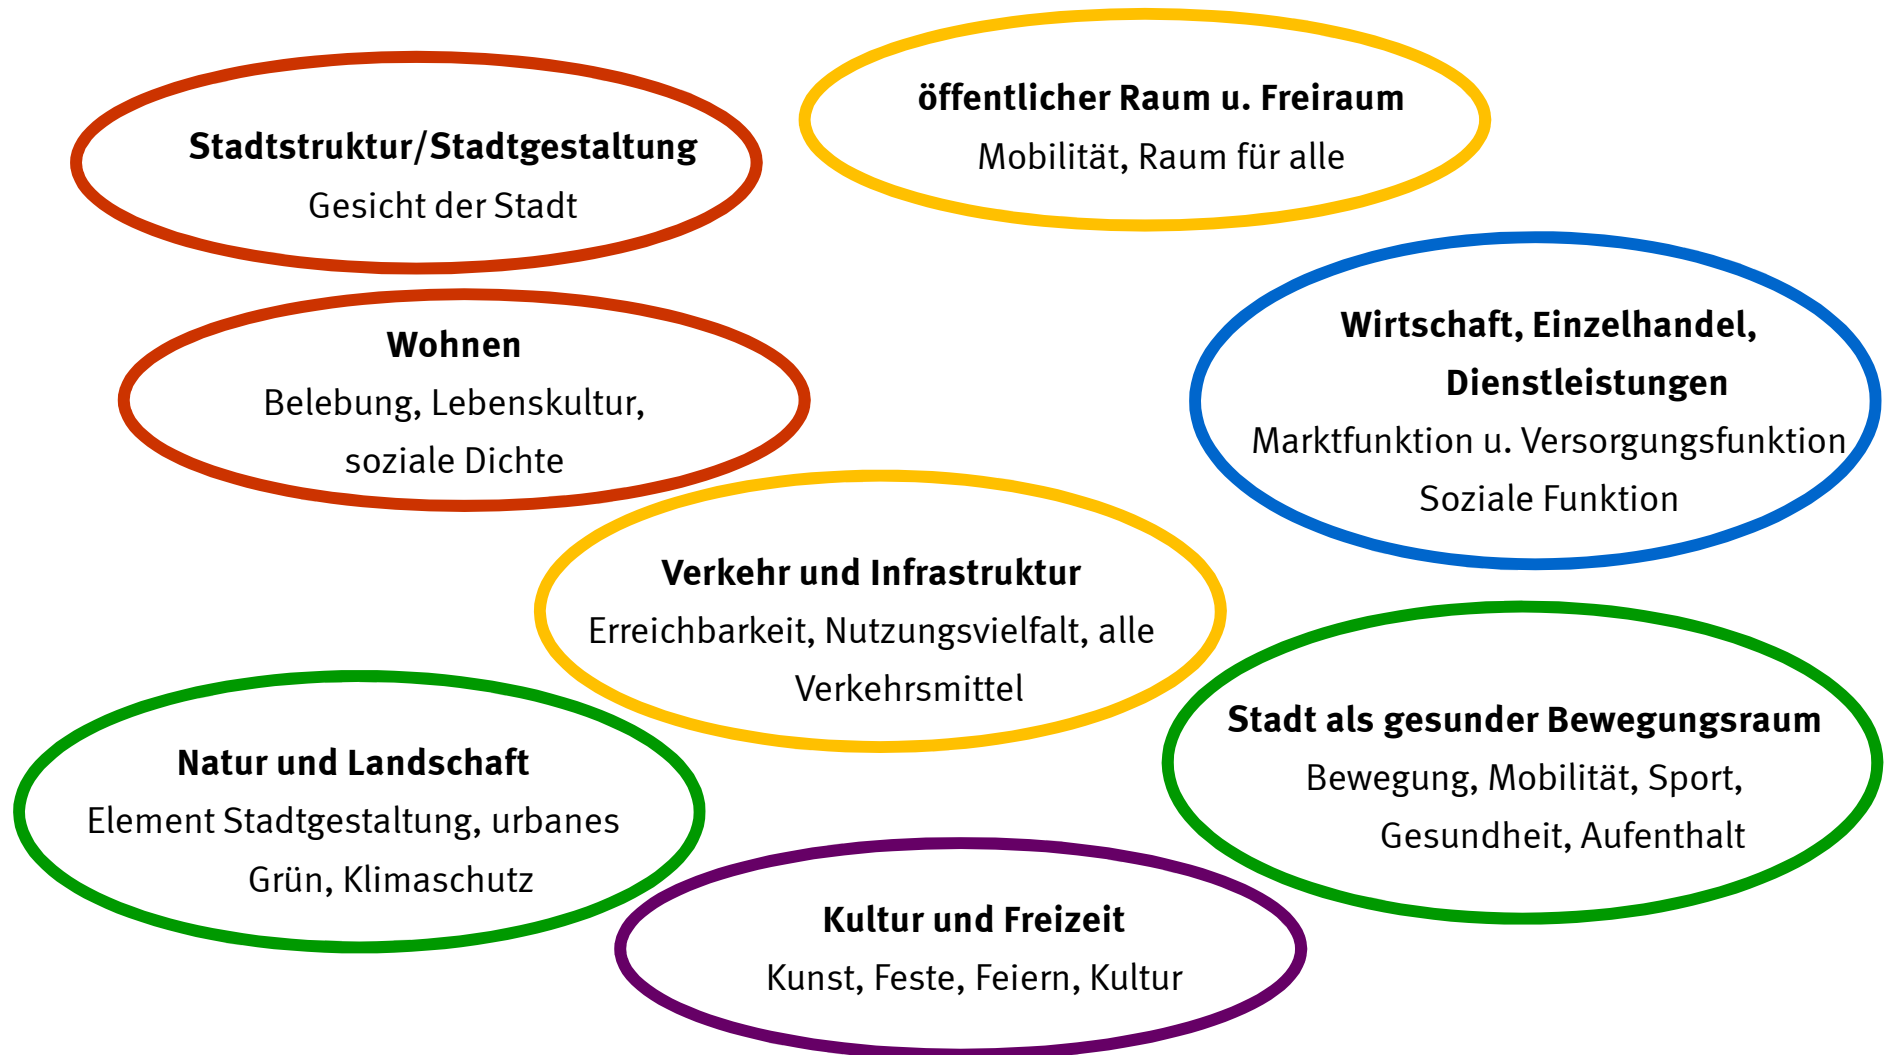 öffentlicher Raum u. Freiraum
Mobilität, Raum für alle
Stadtstruktur/Stadtgestaltung
Gesicht der Stadt
Wohnen
Belebung, Lebenskultur,
soziale Dichte
Wirtschaft, Einzelhandel,
Dienstleistungen
Marktfunktion u. Versorgungsfunktion
Soziale Funktion
Verkehr und Infrastruktur
Erreichbarkeit, Nutzungsvielfalt, alle
Verkehrsmittel
Stadt als gesunder Bewegungsraum
Bewegung, Mobilität, Sport,
Gesundheit, Aufenthalt
Natur und Landschaft
Element Stadtgestaltung, urbanes
Grün, Klimaschutz
Kultur und Freizeit
Kunst, Feste, Feiern, Kultur